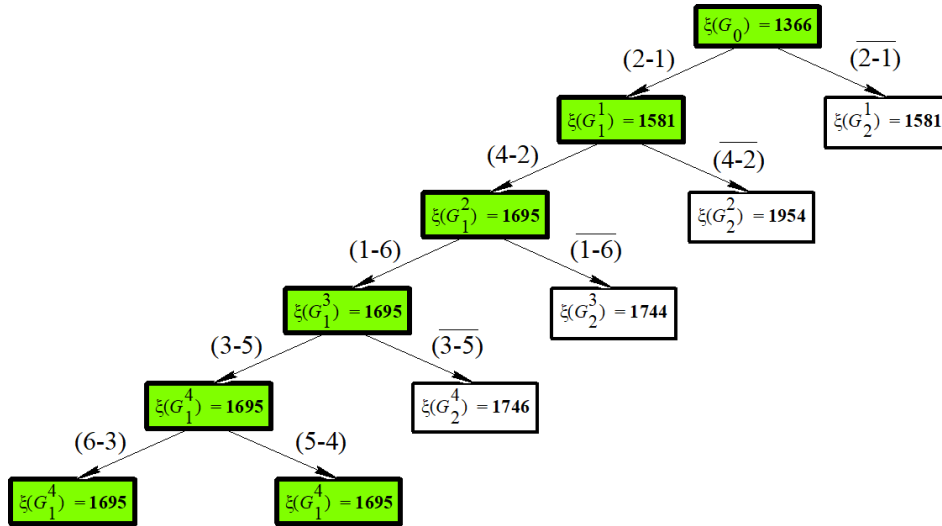 ξ(G₀) = 1366
(2-1) (2̅-̅1̅)
ξ(G₁¹) = 1581 ξ(G₂¹) = 1581
(4-2) (4̅-̅2̅)
ξ(G₁²) = 1695 ξ(G₂²) = 1954
(1-6) (1̅-̅6̅)
ξ(G₁³) = 1695 ξ(G₂³) = 1744
(3-5) (3̅-̅5̅)
ξ(G₁⁴) = 1695 ξ(G₂⁴) = 1746
(6-3) (5-4)
ξ(G₁⁴) = 1695 ξ(G₁⁴) = 1695